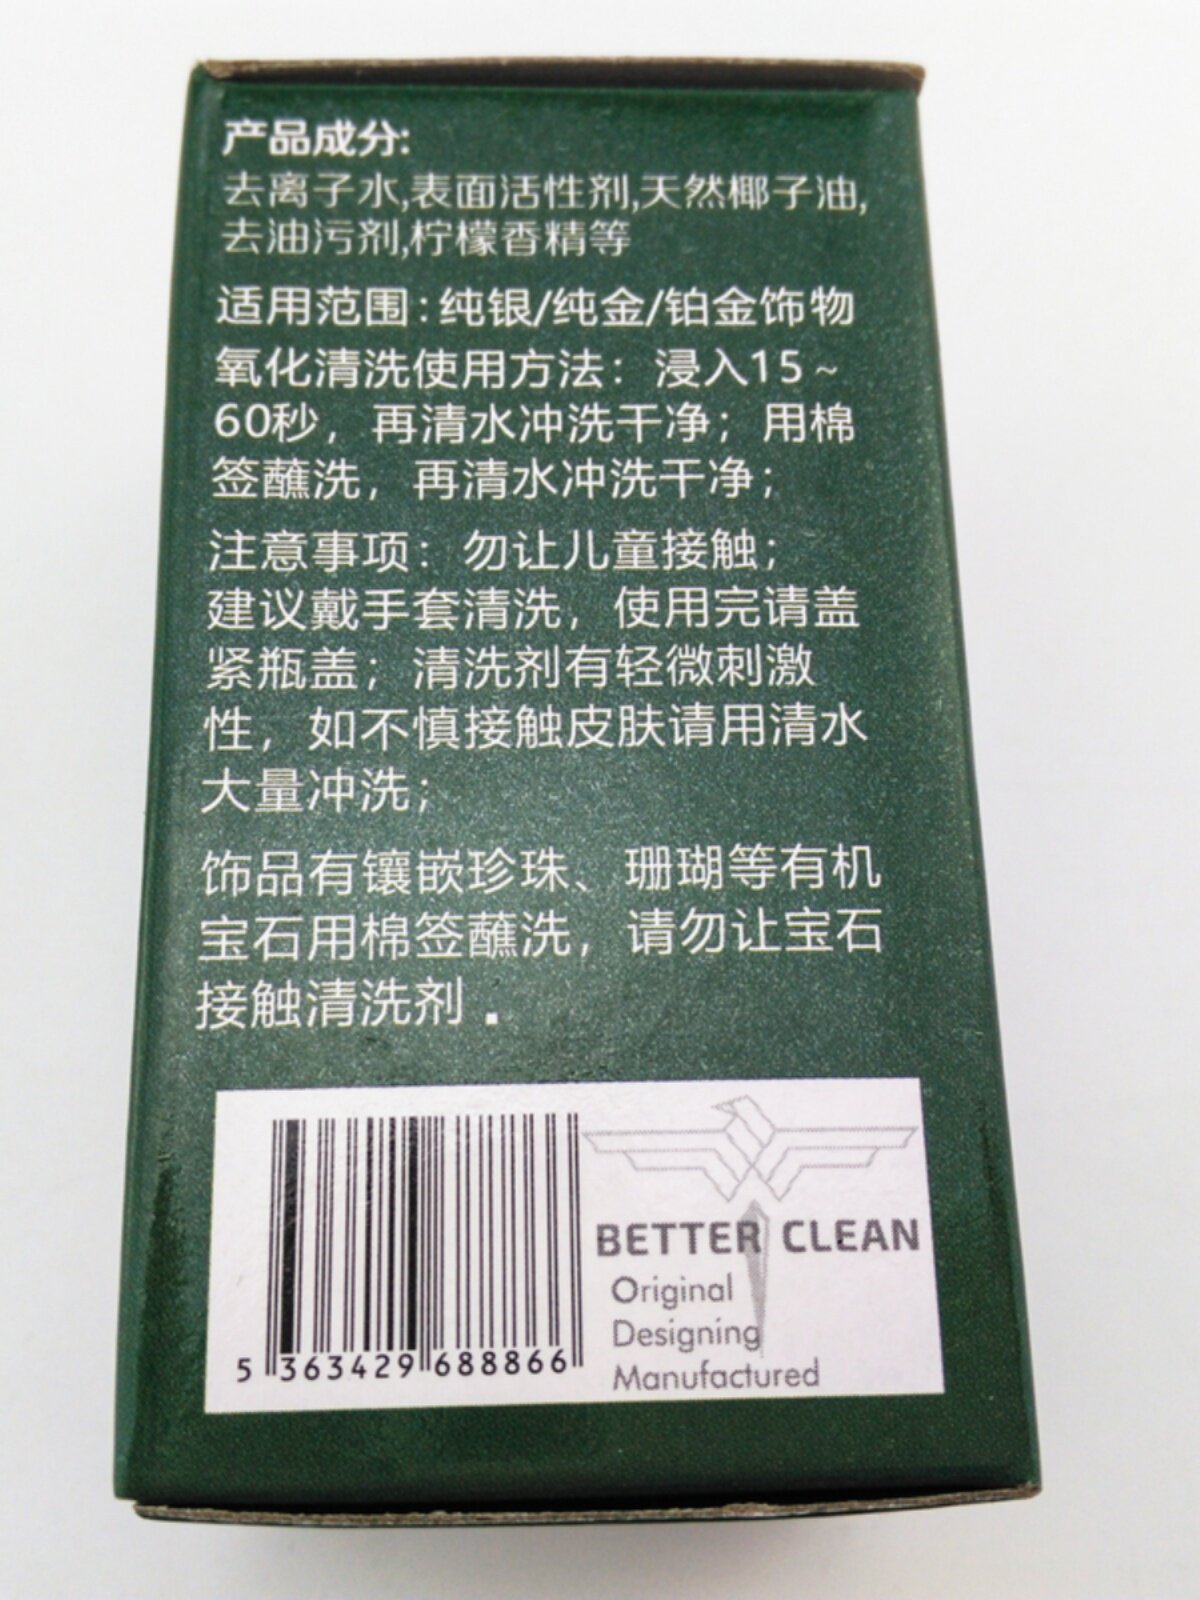 产品成分:
去离子水,表面活性剂,天然椰子油,
去油污剂,柠檬香精等
适用范围:纯银/纯金/铂金饰物
氧化清洗使用方法：浸入15~
60秒，再清水冲洗干净；用棉
签蘸洗，再清水冲洗干净；
注意事项：勿让儿童接触；
建议戴手套清洗，使用完请盖
紧瓶盖；清洗剂有轻微刺激
性，如不慎接触皮肤请用清水
大量冲洗；
饰品有镶嵌珍珠、珊瑚等有机
宝石用棉签蘸洗，请勿让宝石
接触清洗剂．
5 363429 688866
BETTER CLEAN
Original
Designing
Manufactured